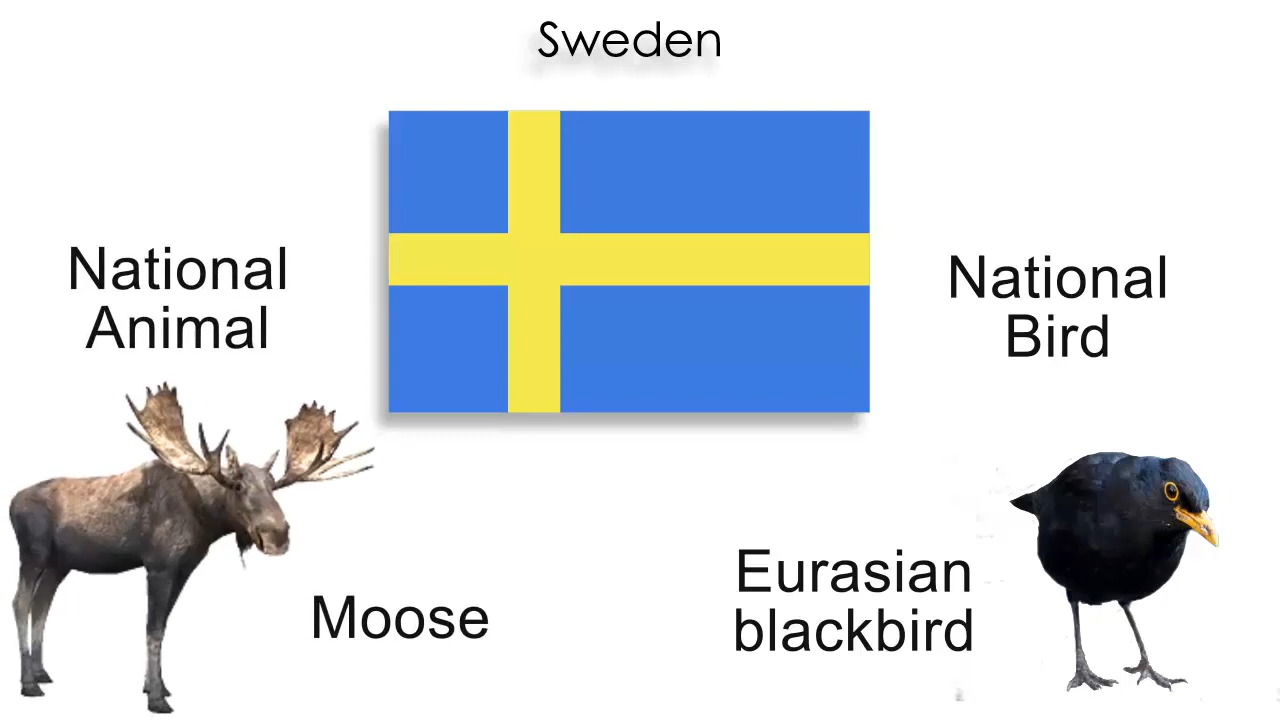 Sweden
National
Animal
National
Bird
Moose
Eurasian
blackbird